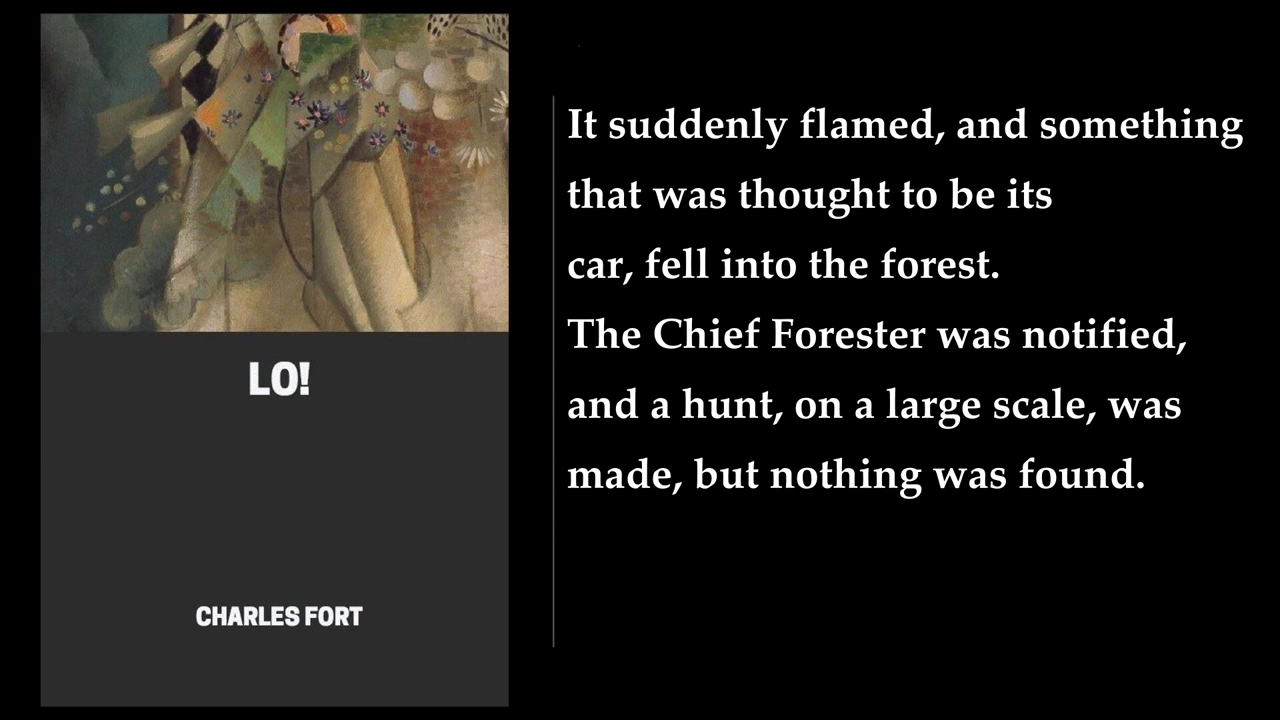 LO!
CHARLES FORT
It suddenly flamed, and something
that was thought to be its
car, fell into the forest.
The Chief Forester was notified,
and a hunt, on a large scale, was
made, but nothing was found.